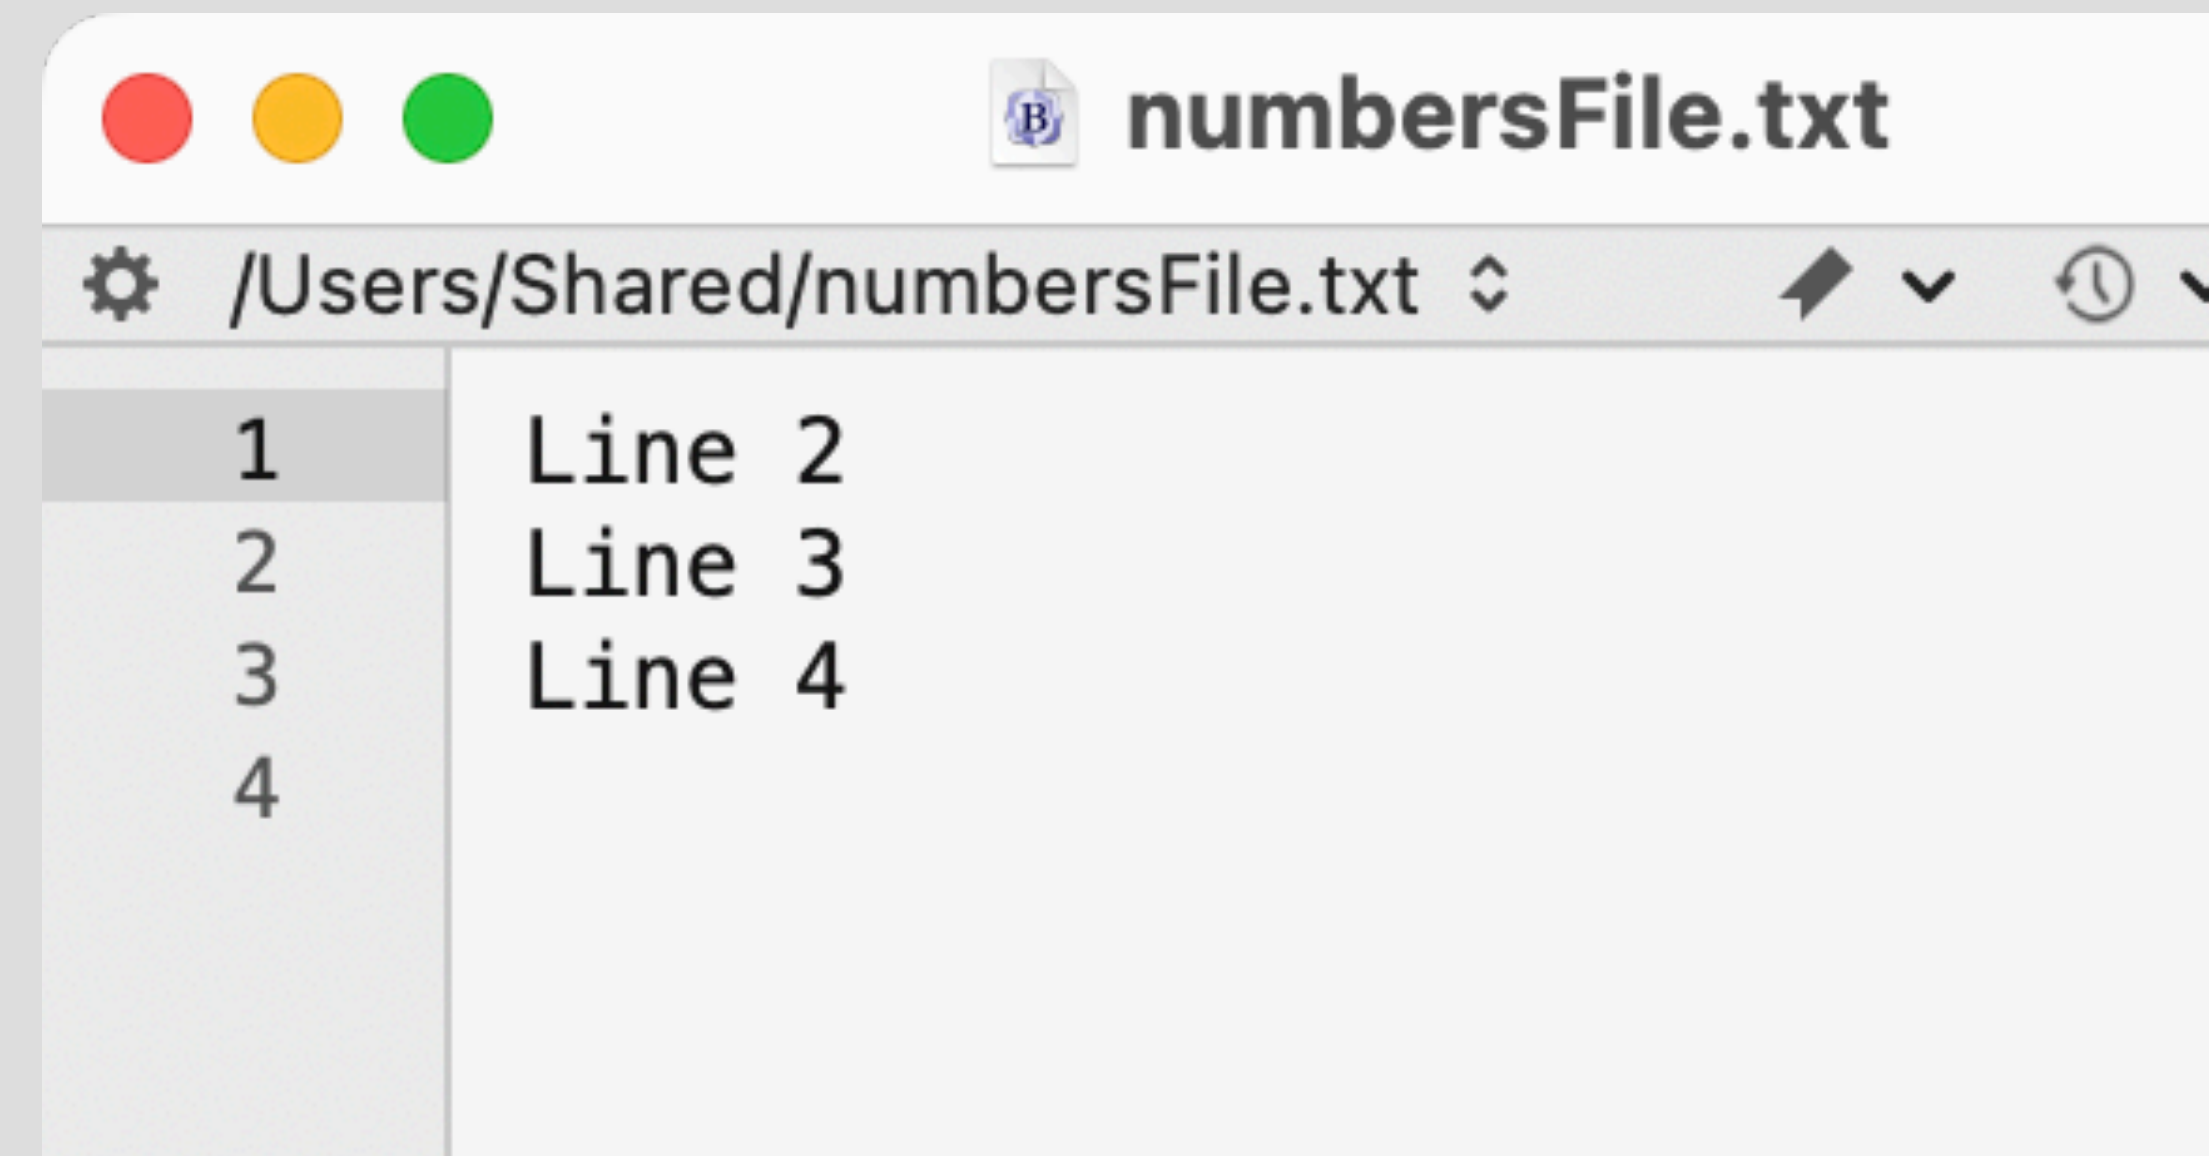 B numbersFile.txt
/Users/Shared/numbersFile.txt
1 Line 2
2 Line 3
3 Line 4
4